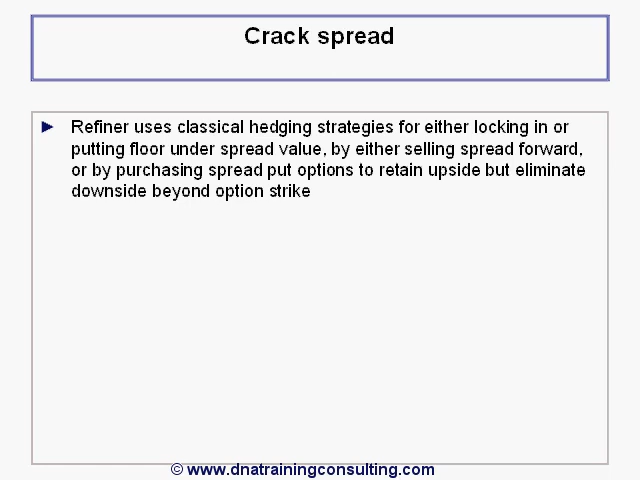 Crack spread
► Refiner uses classical hedging strategies for either locking in or
putting floor under spread value, by either selling spread forward,
or by purchasing spread put options to retain upside but eliminate
downside beyond option strike
© www.dnatrainingconsulting.com